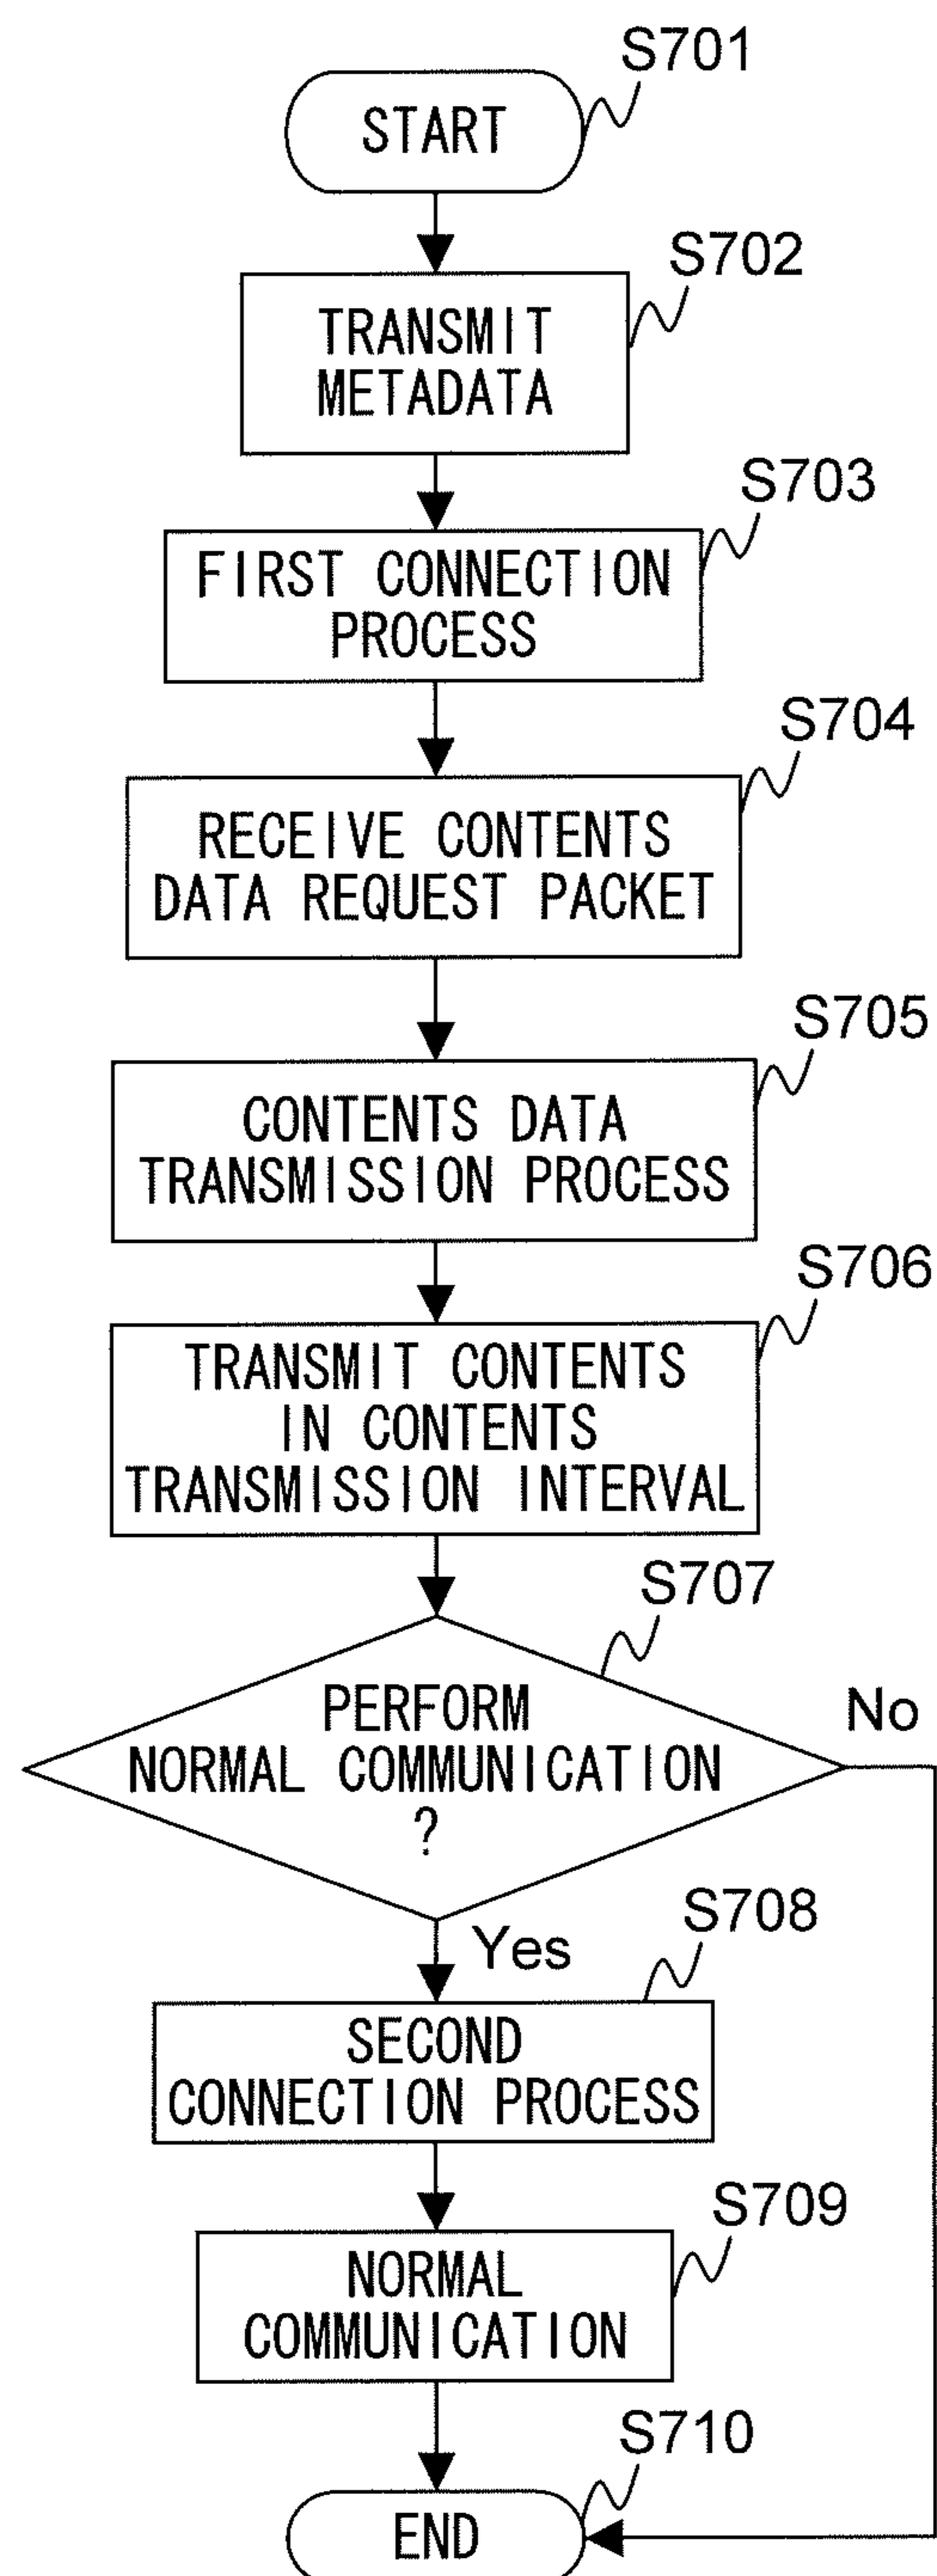 S701
START
S702
TRANSMIT
METADATA
S703
FIRST CONNECTION
PROCESS
S704
RECEIVE CONTENTS
DATA REQUEST PACKET
S705
CONTENTS DATA
TRANSMISSION PROCESS
S706
TRANSMIT CONTENTS
IN CONTENTS
TRANSMISSION INTERVAL
S707
PERFORM
NORMAL COMMUNICATION
?
No
Yes
S708
SECOND
CONNECTION PROCESS
S709
NORMAL
COMMUNICATION
S710
END